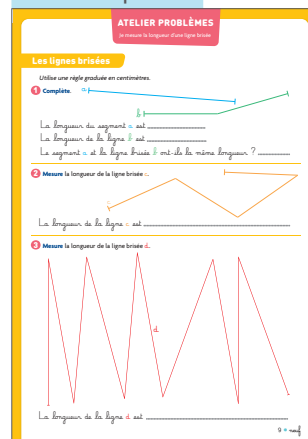 ATELIER PROBLÈMES
Je mesure la longueur d'une ligne brisée
Les lignes brisées
Utilise une règle graduée en centimètres.
1 Complète. a
b
La longueur du segment a est
La longueur de la ligne b est
Le segment a et la ligne brisée b ont-ils la même longueur ?
2 Mesure la longueur de la ligne brisée c.
La longueur de la ligne c est
3 Mesure la longueur de la ligne brisée d.
d
La longueur de la ligne d est
9 • neuf